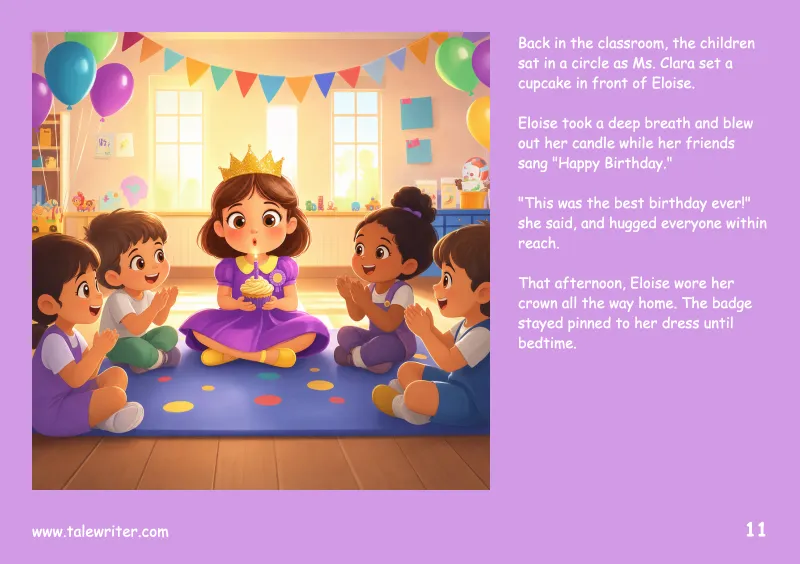 Back in the classroom, the children
sat in a circle as Ms. Clara set a
cupcake in front of Eloise.
Eloise took a deep breath and blew
out her candle while her friends
sang "Happy Birthday."
"This was the best birthday ever!"
she said, and hugged everyone within
reach.
That afternoon, Eloise wore her
crown all the way home. The badge
stayed pinned to her dress until
bedtime.
www.talewriter.com
11